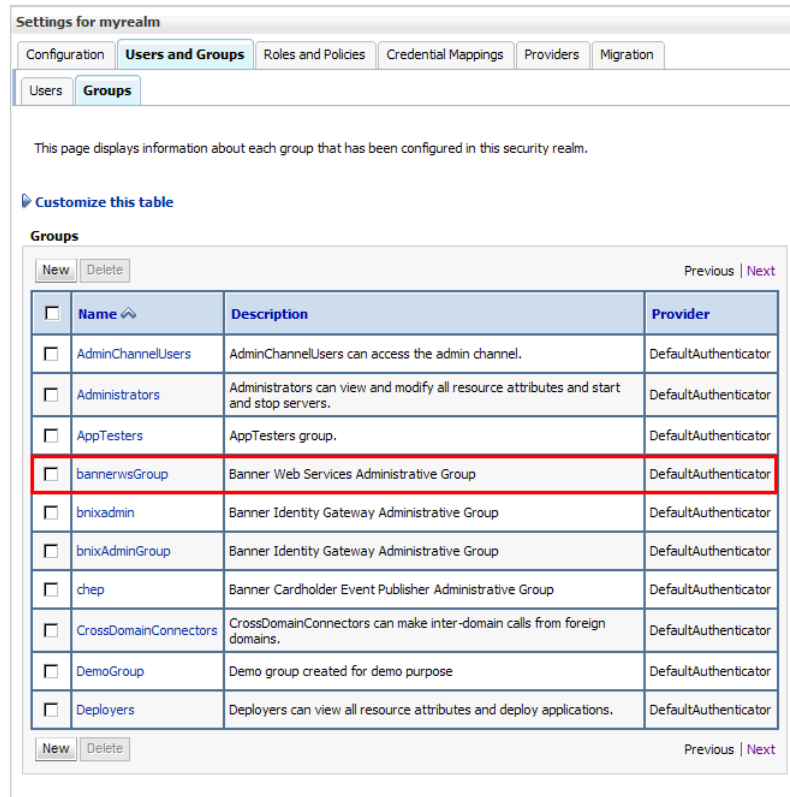 Settings for myrealm
Configuration Users and Groups Roles and Policies Credential Mappings Providers Migration
Users Groups
This page displays information about each group that has been configured in this security realm.
Customize this table
Groups
New Delete Previous | Next
Name Description Provider
AdminChannelUsers AdminChannelUsers can access the admin channel. DefaultAuthenticator
Administrators Administrators can view and modify all resource attributes and start
and stop servers. DefaultAuthenticator
AppTesters AppTesters group. DefaultAuthenticator
bannerwsGroup Banner Web Services Administrative Group DefaultAuthenticator
bnixadmin Banner Identity Gateway Administrative Group DefaultAuthenticator
bnixAdminGroup Banner Identity Gateway Administrative Group DefaultAuthenticator
chep Banner Cardholder Event Publisher Administrative Group DefaultAuthenticator
CrossDomainConnectors CrossDomainConnectors can make inter-domain calls from foreign
domains. DefaultAuthenticator
DemoGroup Demo group created for demo purpose DefaultAuthenticator
Deployers Deployers can view all resource attributes and deploy applications. DefaultAuthenticator
New Delete Previous | Next